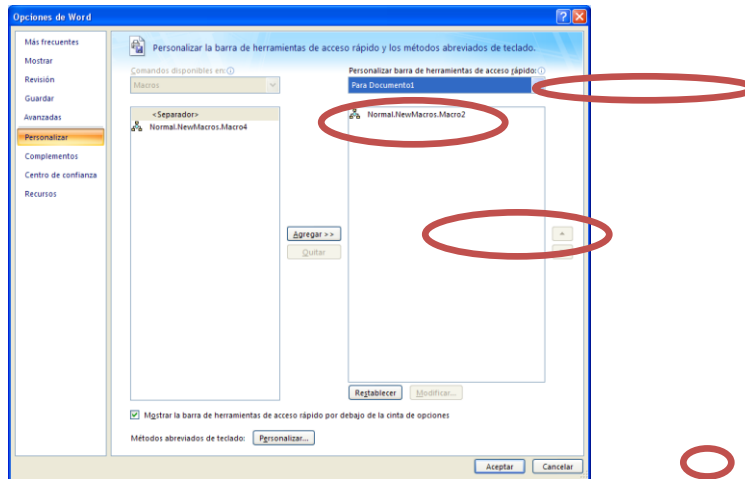 Opciones de Word
Más frecuentes
Mostrar
Revisión
Guardar
Avanzadas
Personalizar
Complementos
Centro de confianza
Recursos
Personalizar la barra de herramientas de acceso rápido y los métodos abreviados de teclado.
Comandos disponibles en:
Macros
<Separador>
Normal.NewMacros.Macro4
Agregar >>
Quitar
Personalizar barra de herramientas de acceso rápido:
Para Documento1
Normal.NewMacros.Macro2
Restablecer
Modificar...
Mostrar la barra de herramientas de acceso rápido por debajo de la cinta de opciones
Métodos abreviados de teclado:
Personalizar...
Aceptar
Cancelar